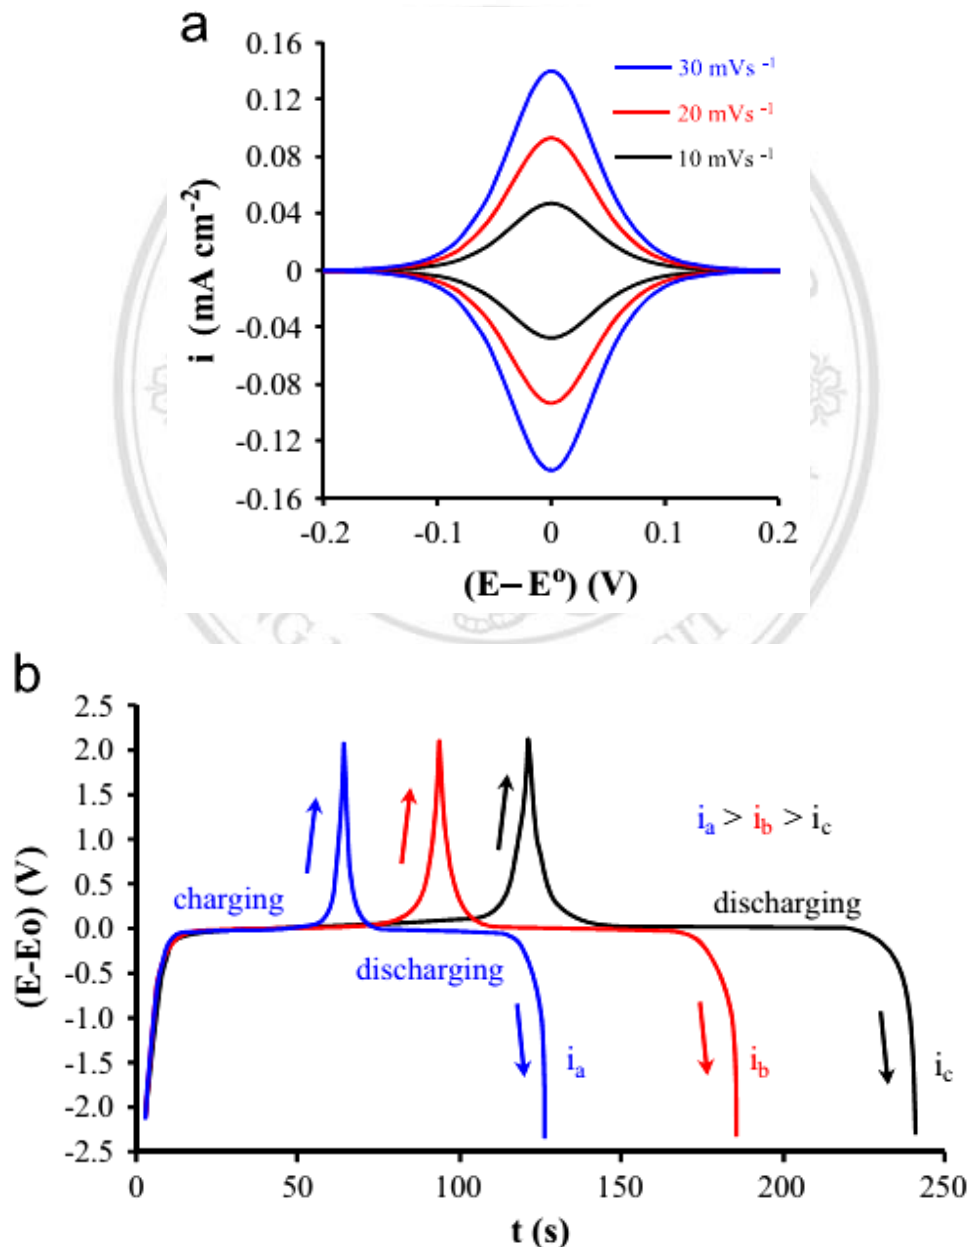 a
0.16
30 mVs -1
0.12
20 mVs -1
0.08
10 mVs -1
0.04
0
-0.04
-0.08
-0.12
-0.16
i (mA cm-2)
-0.2 -0.1 0 0.1 0.2
(E– Eº) (V)
b
2.5
2.0
1.5
1.0
0.5
0.0
-0.5
-1.0
-1.5
-2.0
-2.5
(E-Eo) (V)
ia > ib > ic
charging
discharging
discharging
ia
ib
ic
0 50 100 150 200 250
t (s)